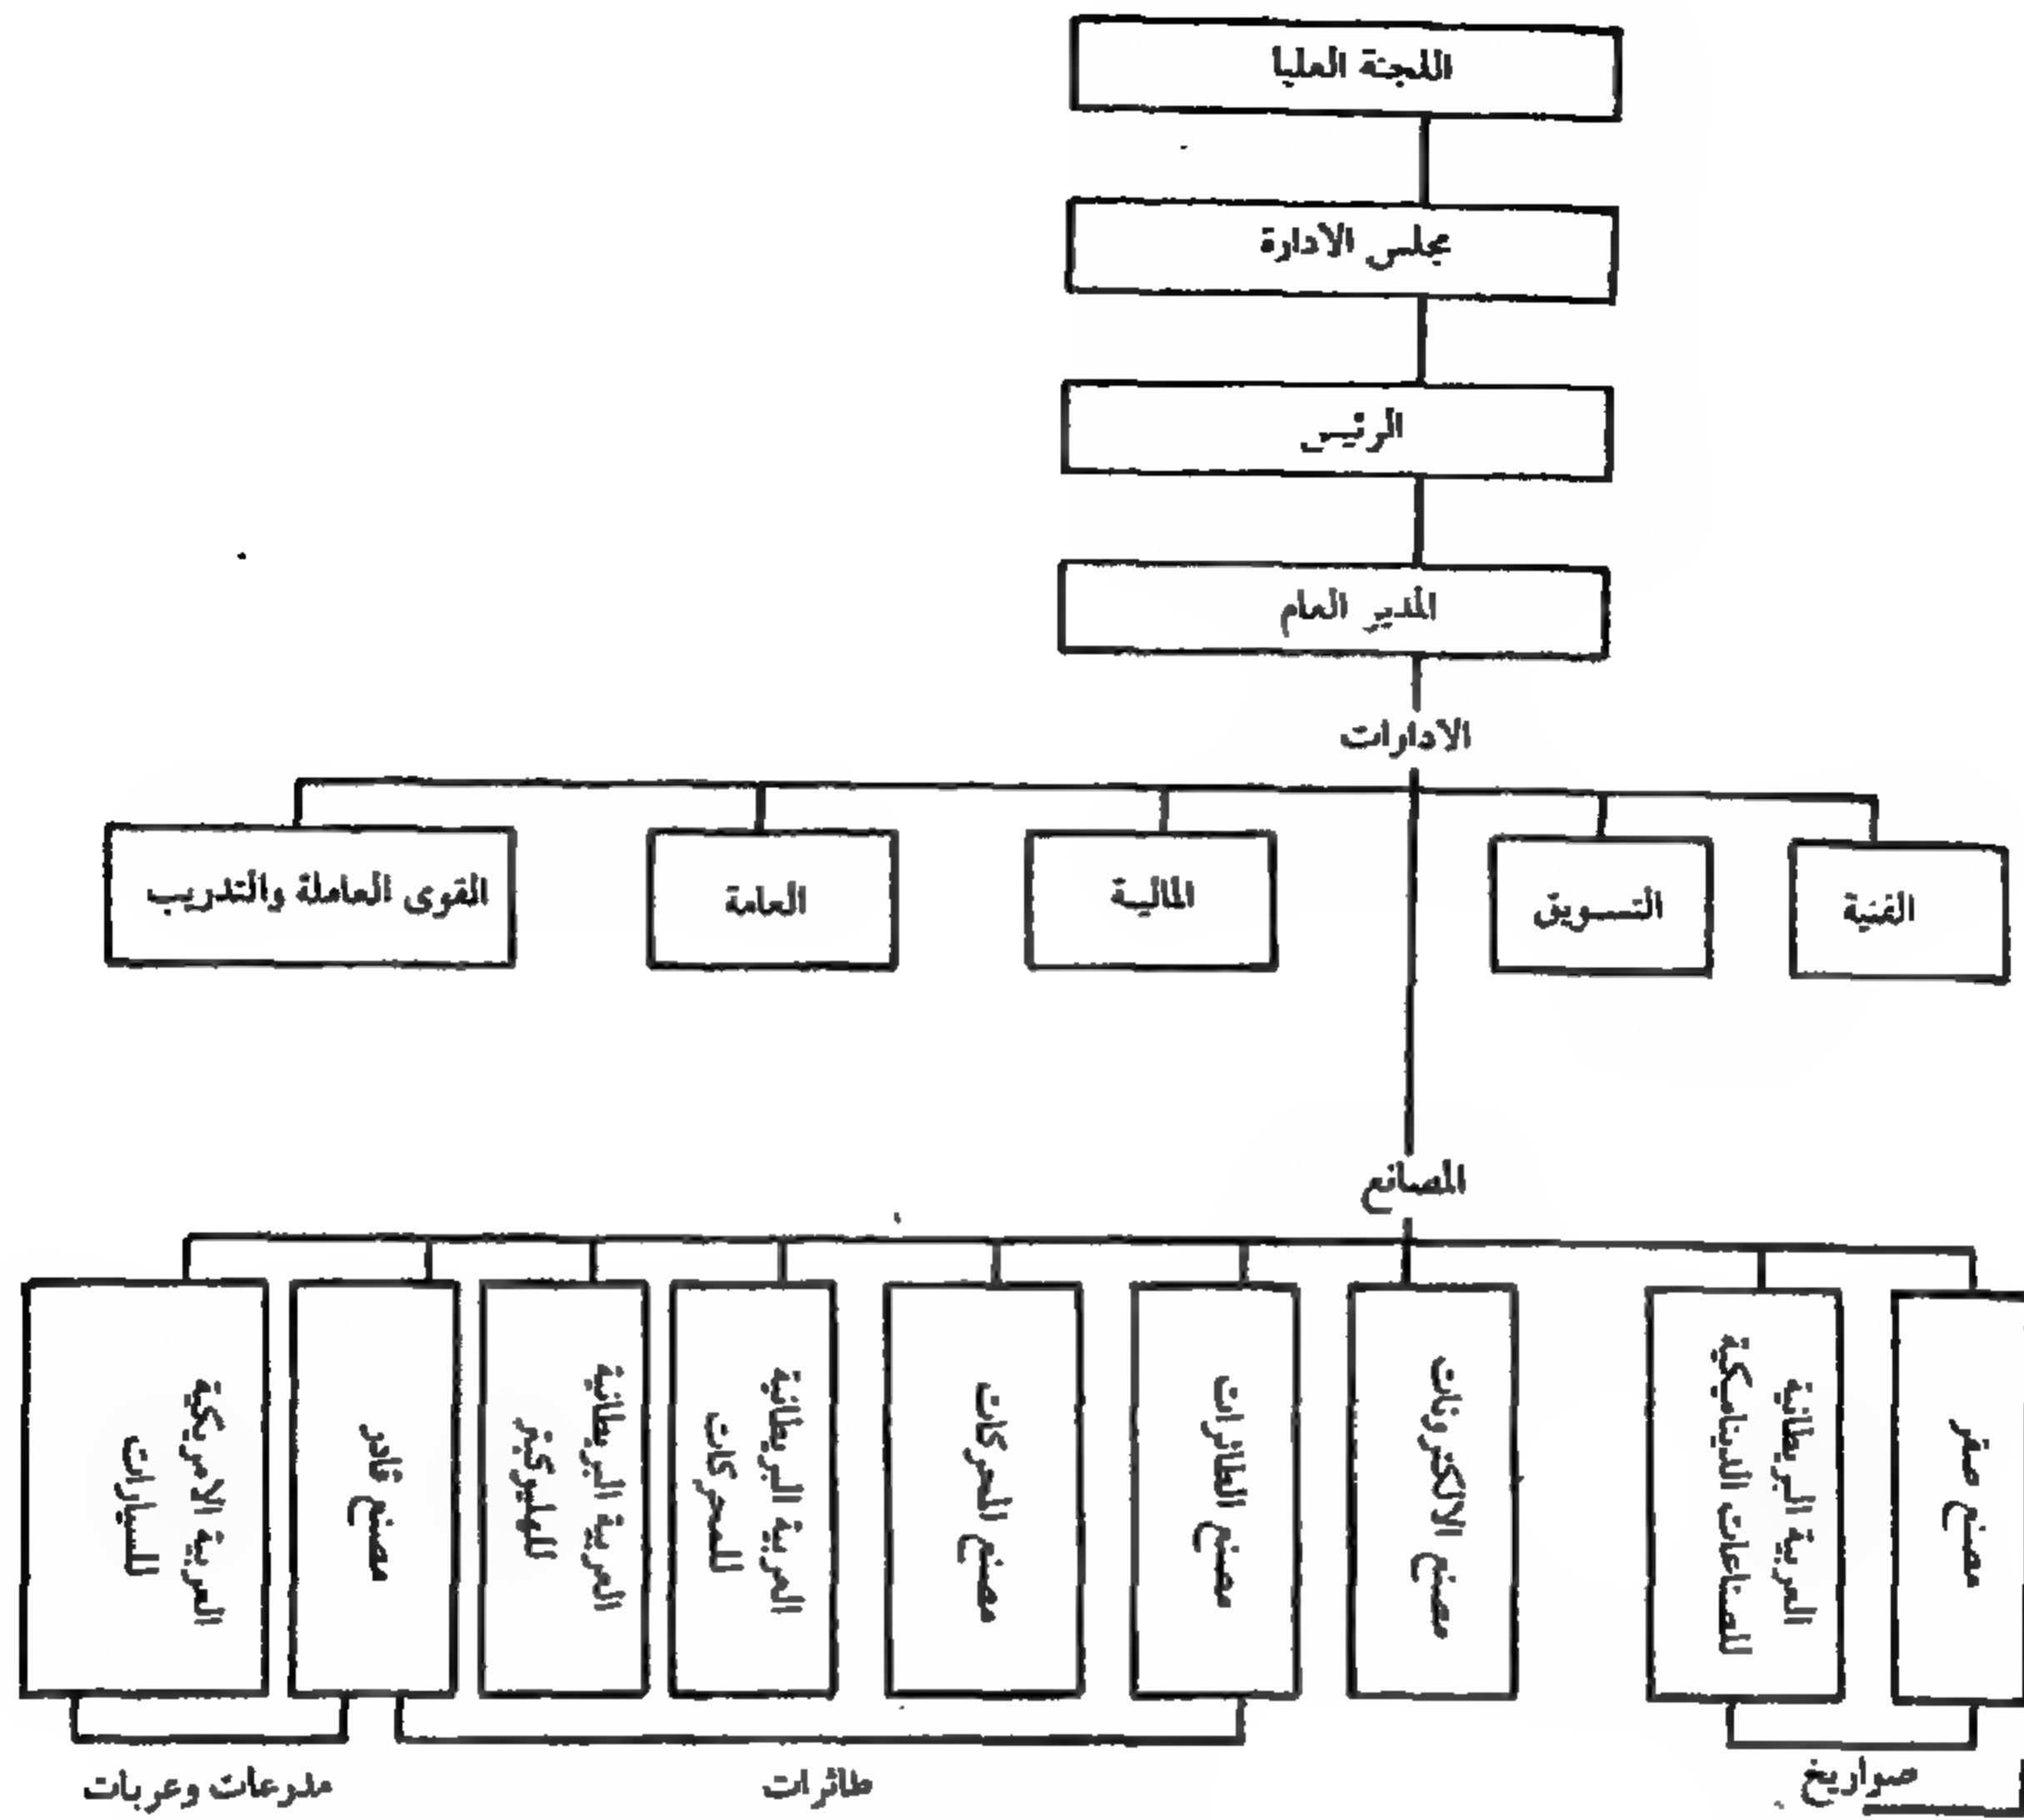 اللجنة العليا
مجلس الادارة
الرئيس
المدير العام
الادارات
الفنية
التسويق
المالية
العامة
القوى العاملة والتدريب
المصانع
مصنع صقر
العربية البريطانية
للصناعات الديناميكية
مصنع الالكترونات
مصنع الطائرات
مصنع المحركات
العربية البريطانية
للمحركات
العربية البريطانية
للهليوكبتر
مصنع قادر
العربية الامريكية
للسيارات
صواريخ
طائرات
مدرعات وعربات